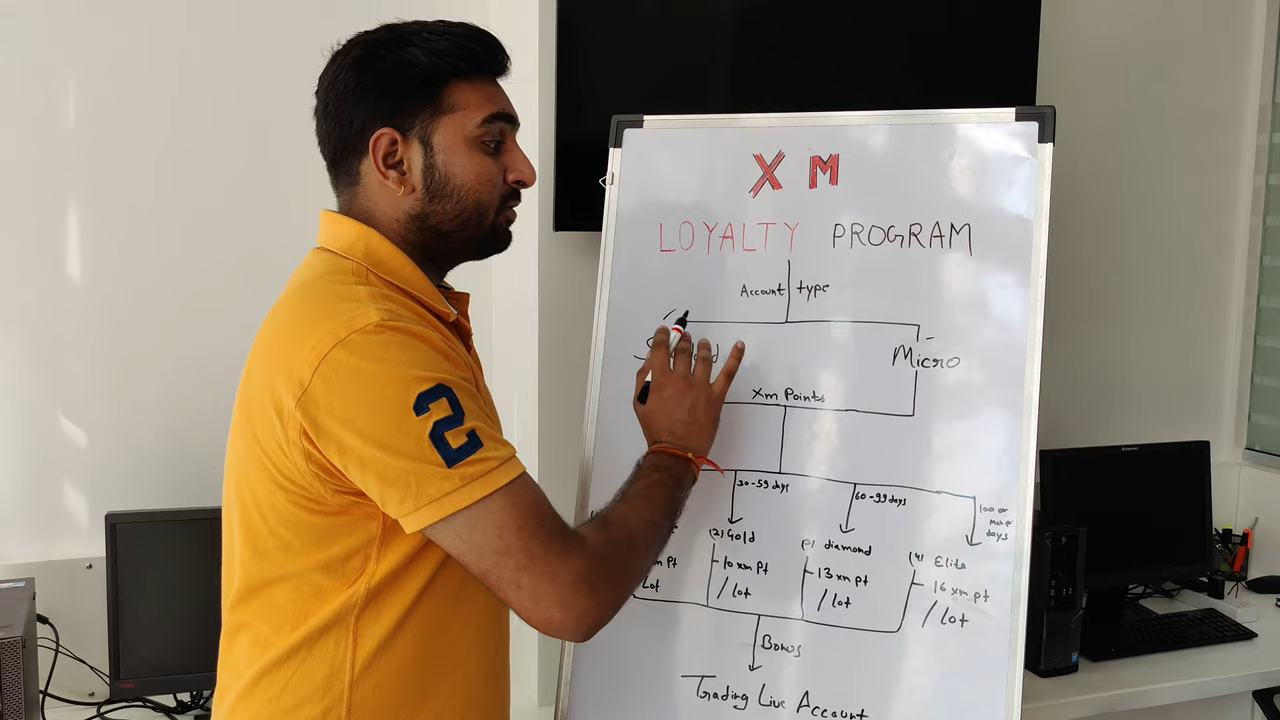 X M
LOYALTY PROGRAM
Account type
Micro
Xm Points
30-59 days
60-99 days
100 or more days
(2) Gold
10 xm pt
/ Lot
(3) diamond
13 xm pt
/ Lot
(4) Elite
16 xm pt
/ Lot
Lot
Bonus
Trading Live Account
2